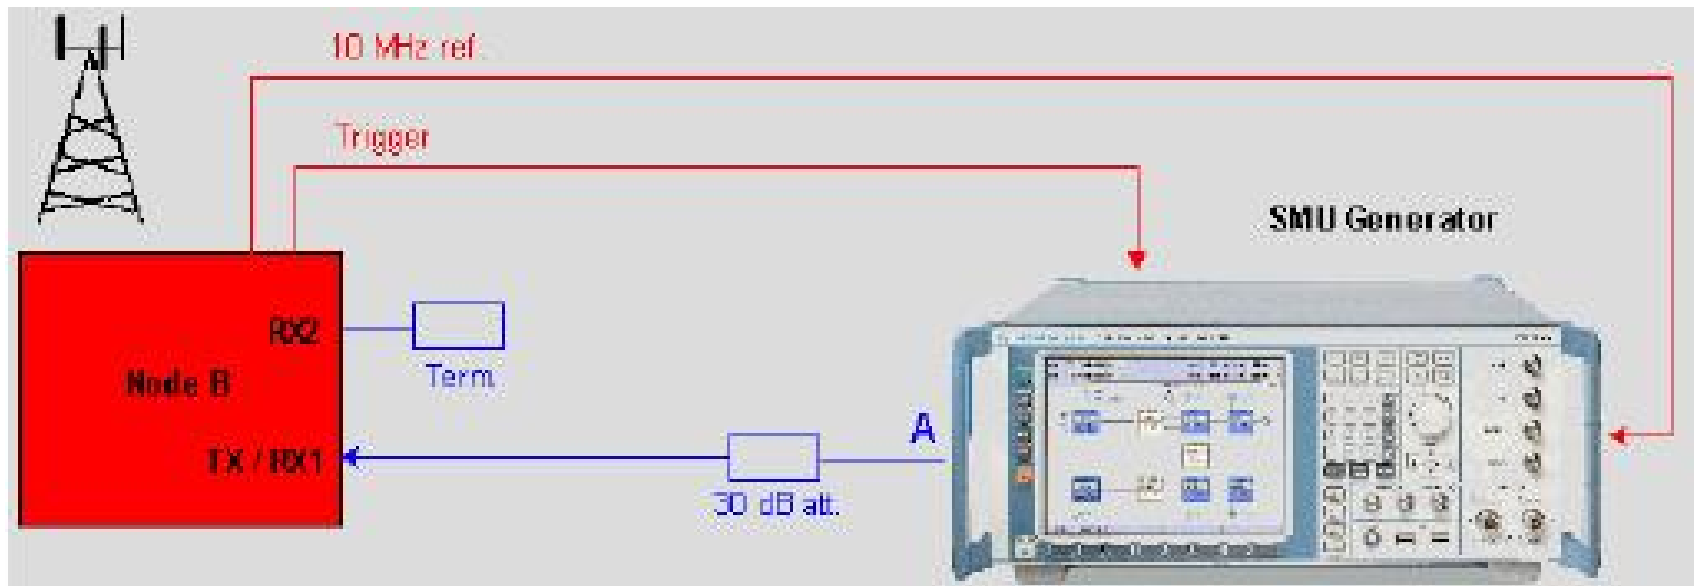 10 MHz ref.
Trigger
SMU Generator
RX2
Term
Node B
A
TX / RX1
30 dB att.